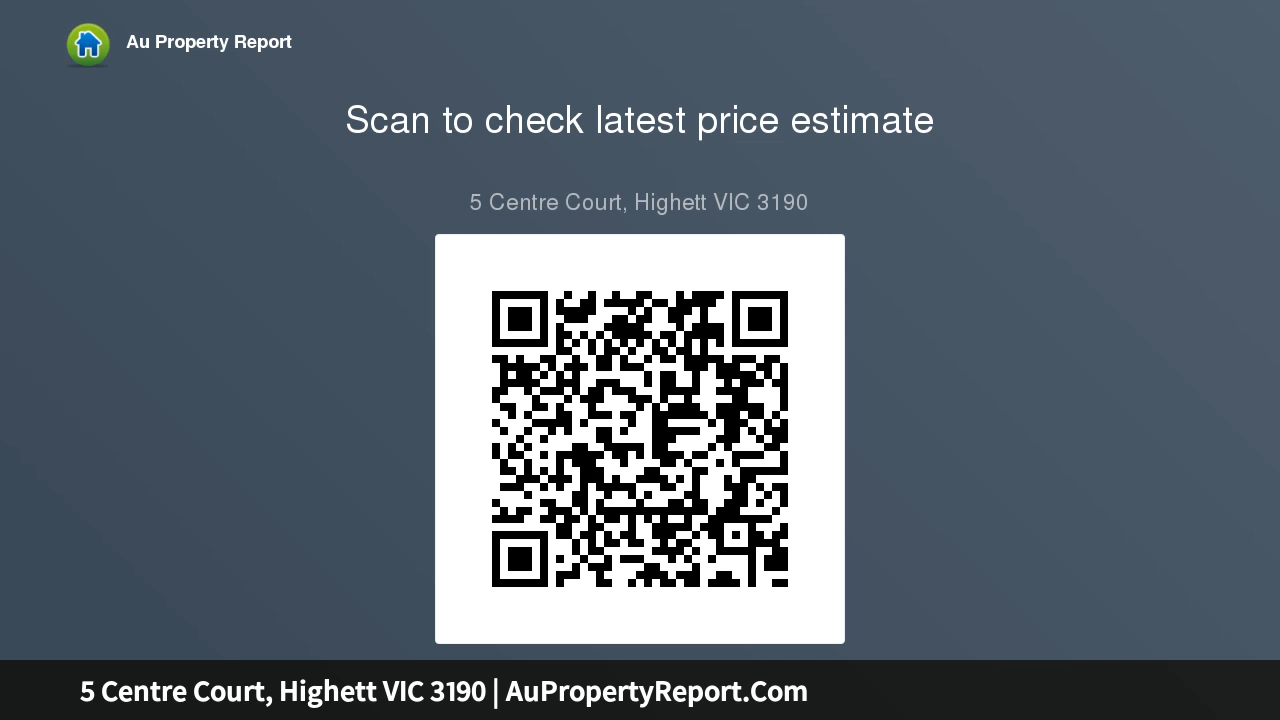 Au Property Report
Scan to check latest price estimate
5 Centre Court, Highett VIC 3190
5 Centre Court, Highett VIC 3190 | AuPropertyReport.Com